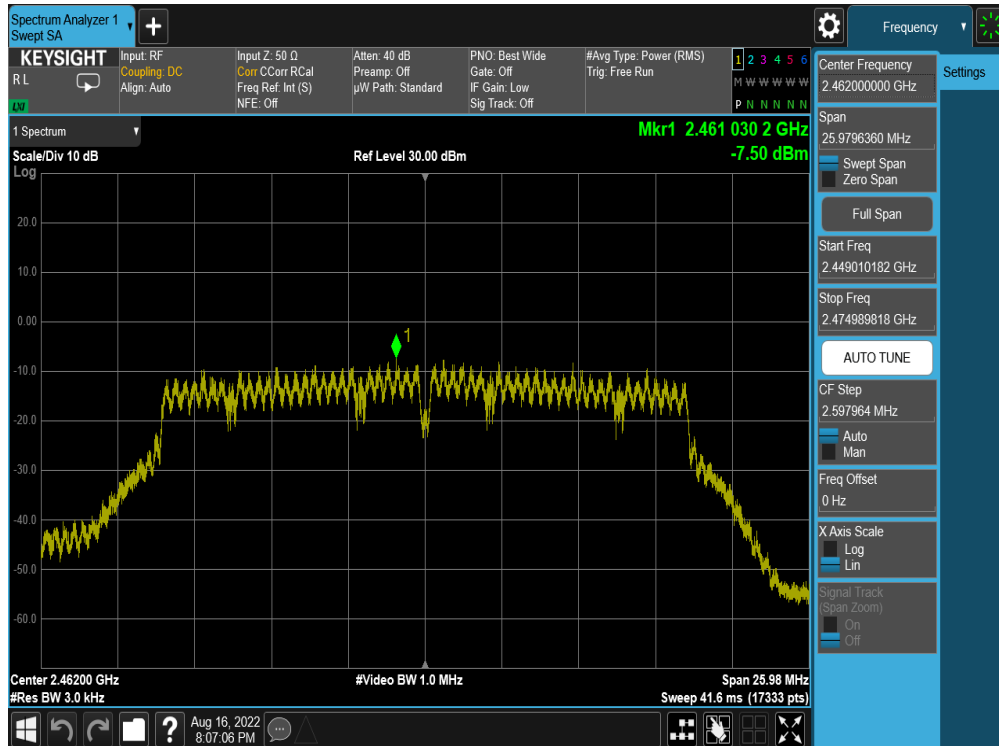 Spectrum Analyzer 1
Swept SA
+
Frequency
KEYSIGHT
R L
LXI
Input: RF
Coupling: DC
Align: Auto
Input Z: 50 Ω
Corr CCorr RCal
Freq Ref: Int (S)
NFE: Off
Atten: 40 dB
Preamp: Off
µW Path: Standard
PNO: Best Wide
Gate: Off
IF Gain: Low
Sig Track: Off
#Avg Type: Power (RMS)
Trig: Free Run
1 2 3 4 5 6
M W W W W W
P N N N N N
Center Frequency
2.462000000 GHz
Settings
Span
25.9796360 MHz
Swept Span
Zero Span
Full Span
Start Freq
2.449010182 GHz
Stop Freq
2.474989818 GHz
AUTO TUNE
CF Step
2.597964 MHz
Auto
Man
Freq Offset
0 Hz
X Axis Scale
Log
Lin
Signal Track
(Span Zoom)
On
Off
1 Spectrum
Mkr1 2.461 030 2 GHz
-7.50 dBm
Scale/Div 10 dB
Ref Level 30.00 dBm
Log
20.0
10.0
0.00
1
-10.0
-20.0
-30.0
-40.0
-50.0
-60.0
Center 2.46200 GHz
#Video BW 1.0 MHz
Span 25.98 MHz
#Res BW 3.0 kHz
Sweep 41.6 ms (17333 pts)
?
Aug 16, 2022
8:07:06 PM